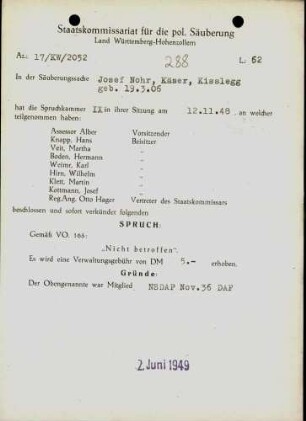 Staatskommissariat für die pol. Säuberung
Land Württemberg-Hohenzollern
Az.: 17/KW/2052
288
L: 62
In der Säuberungssache Josef Nohr, Käser, Kisslegg
geb. 19.3.06
hat die Spruchkammer IX in ihrer Sitzung am 12.11.48 an welcher
teilgenommen haben:
Assessor Alber Vorsitzender
Knapp, Hans Beisitzer
Veit, Martha „
Boden, Hermann „
Weiner, Karl „
Hirn, Wilhelm „
Klett, Martin „
Kottmann, Josef „
Reg.Ang. Otto Hager Vertreter des Staatskommissars
beschlossen und sofort verkündet folgenden
SPRUCH:
Gemäß VO. 165:
„Nicht betroffen".
Es wird eine Verwaltungsgebühr von DM 5.- erhoben.
Gründe:
Der Obengenannte war Mitglied NSDAP Nov.36 DAF
2. Juni 1949